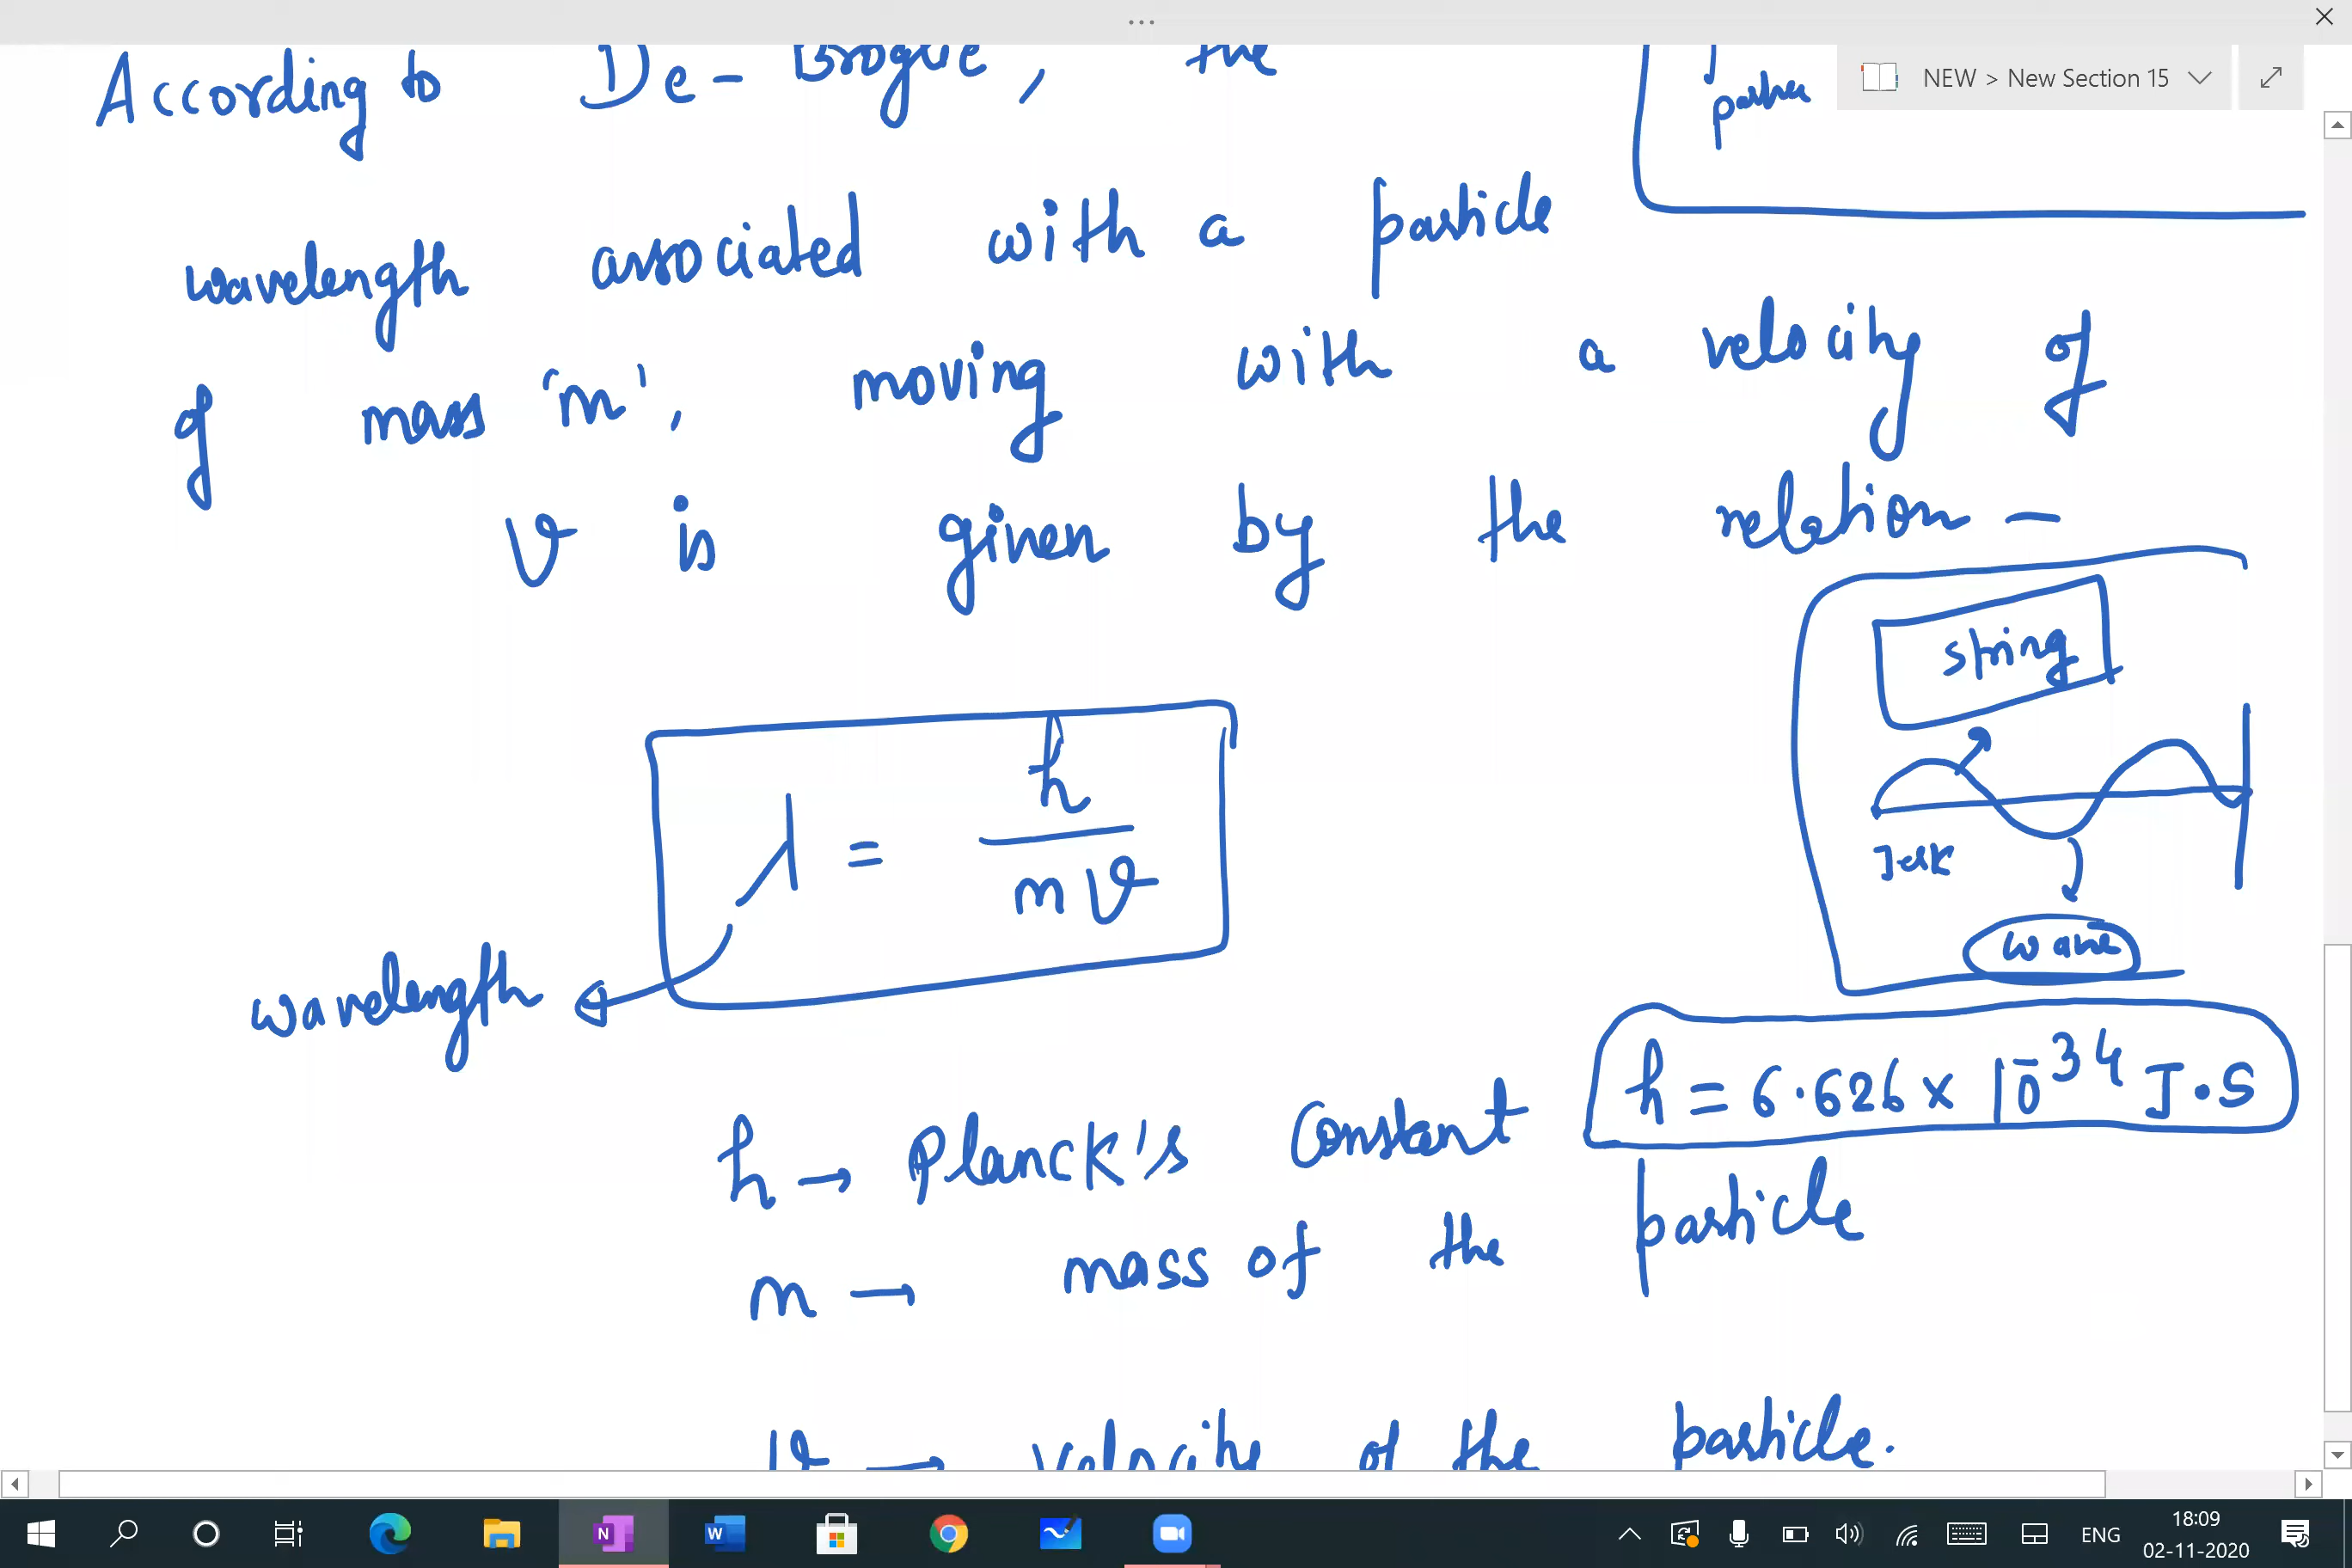 NEW > New Section 15
According to De-Broglie, the
wavelength associated with a particle
of mass 'm', moving with a velocity of
v is given by the relation –
string
Jerk
wave
λ = h / mv
wavelength
h = 6.626 × 10⁻³⁴ J·S
h → Planck's Constant
m → mass of the particle
v → velocity of the particle.
ENG
18:09
02-11-2020